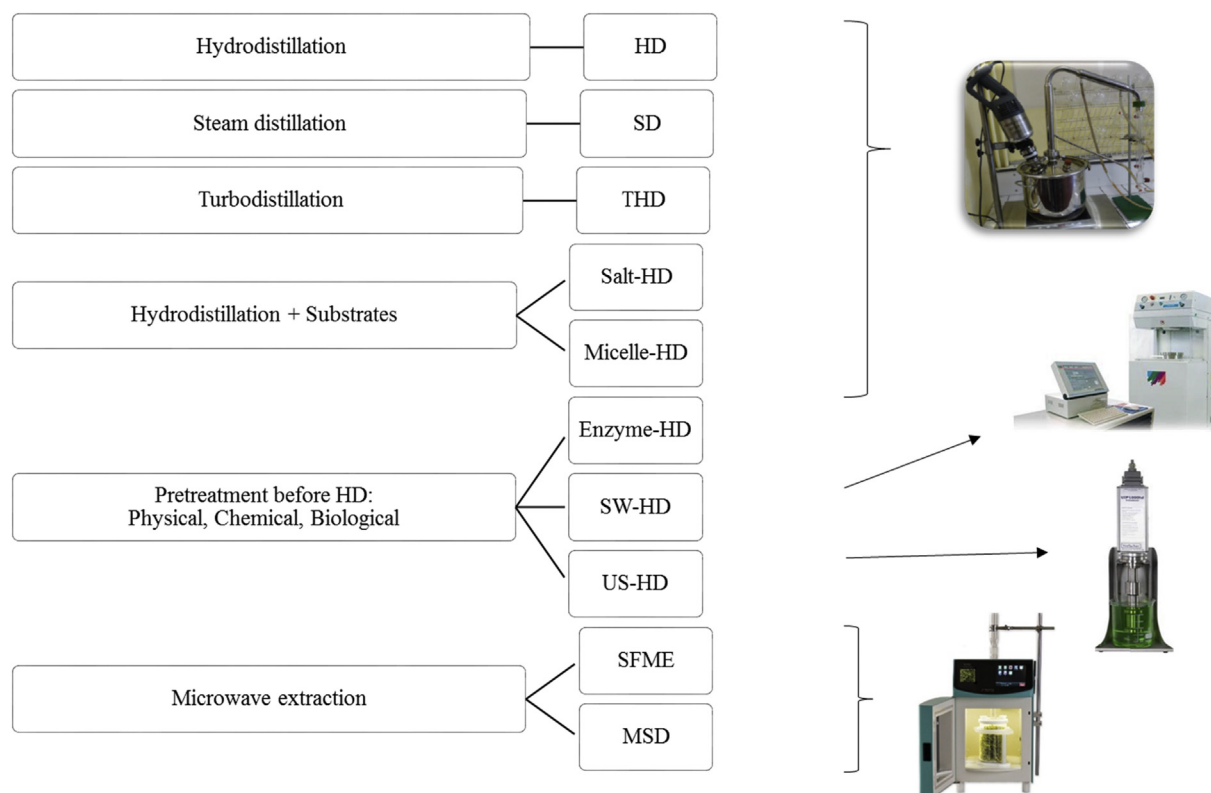 Hydrodistillation
HD
Steam distillation
SD
Turbodistillation
THD
Hydrodistillation + Substrates
Salt-HD
Micelle-HD
Pretreatment before HD:
Physical, Chemical, Biological
Enzyme-HD
SW-HD
US-HD
Microwave extraction
SFME
MSD